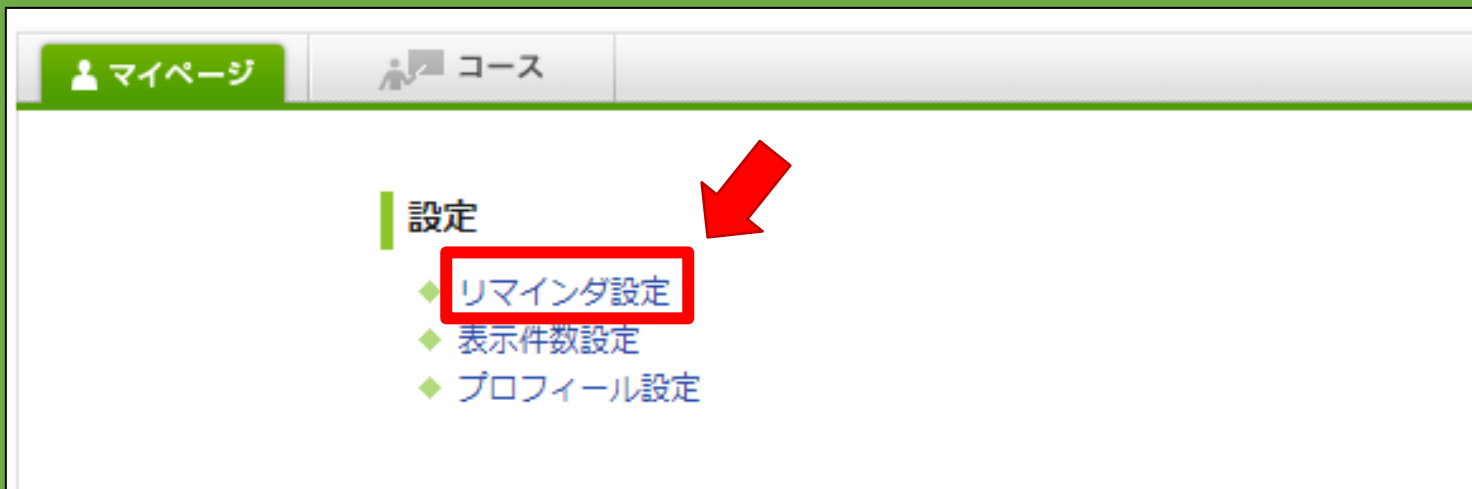 マイページ
コース
設定
リマインダ設定
表示件数設定
プロフィール設定